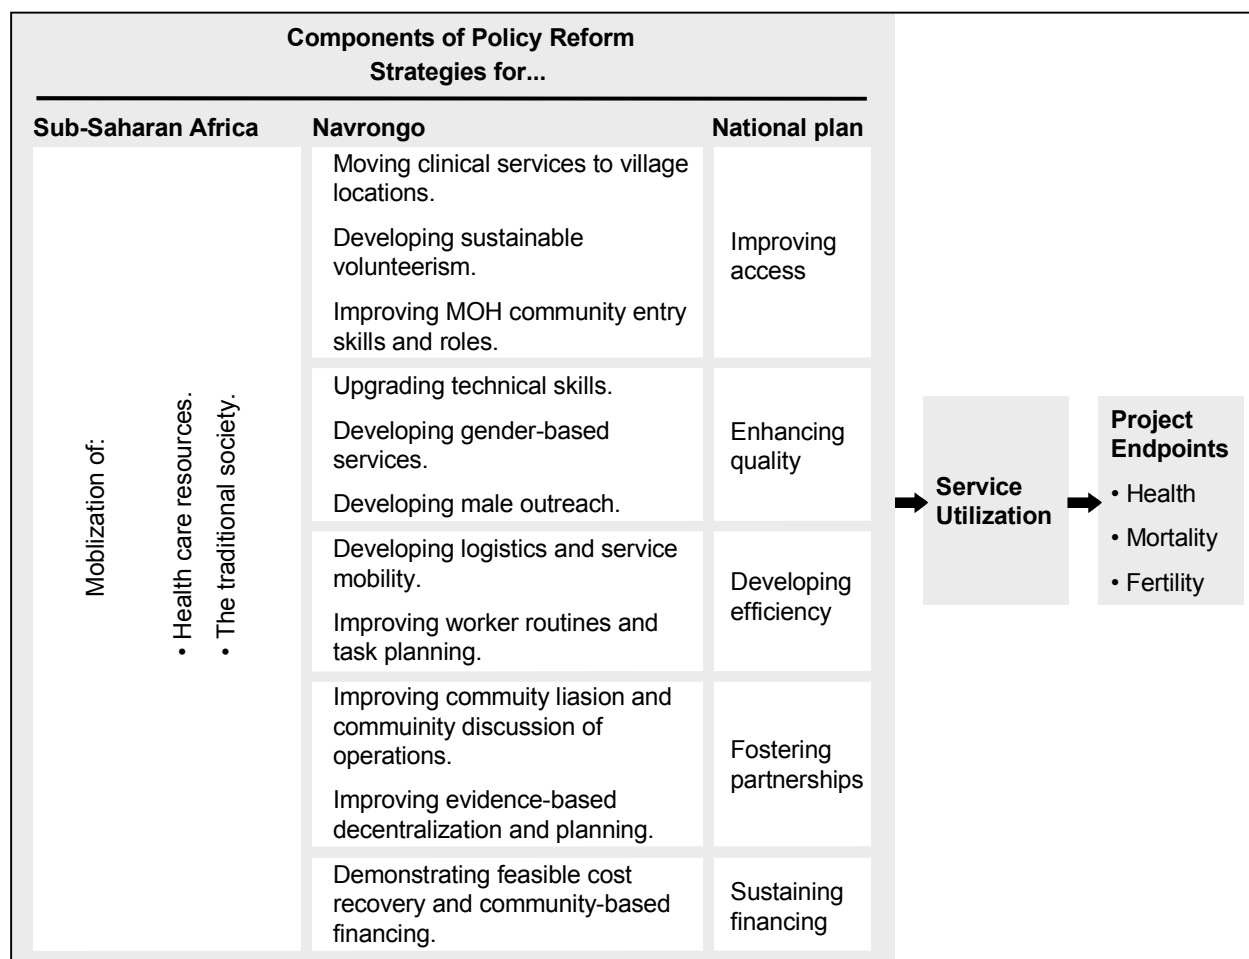 Components of Policy Reform
Strategies for...
Sub-Saharan Africa
Navrongo
National plan
Moblization of:
• Health care resources.
• The traditional society.
Moving clinical services to village
locations.
Developing sustainable
volunteerism.
Improving MOH community entry
skills and roles.
Improving
access
Upgrading technical skills.
Developing gender-based
services.
Developing male outreach.
Enhancing
quality
Developing logistics and service
mobility.
Improving worker routines and
task planning.
Developing
efficiency
Improving commuity liasion and
commuinity discussion of
operations.
Improving evidence-based
decentralization and planning.
Fostering
partnerships
Demonstrating feasible cost
recovery and community-based
financing.
Sustaining
financing
Service
Utilization
Project
Endpoints
• Health
• Mortality
• Fertility